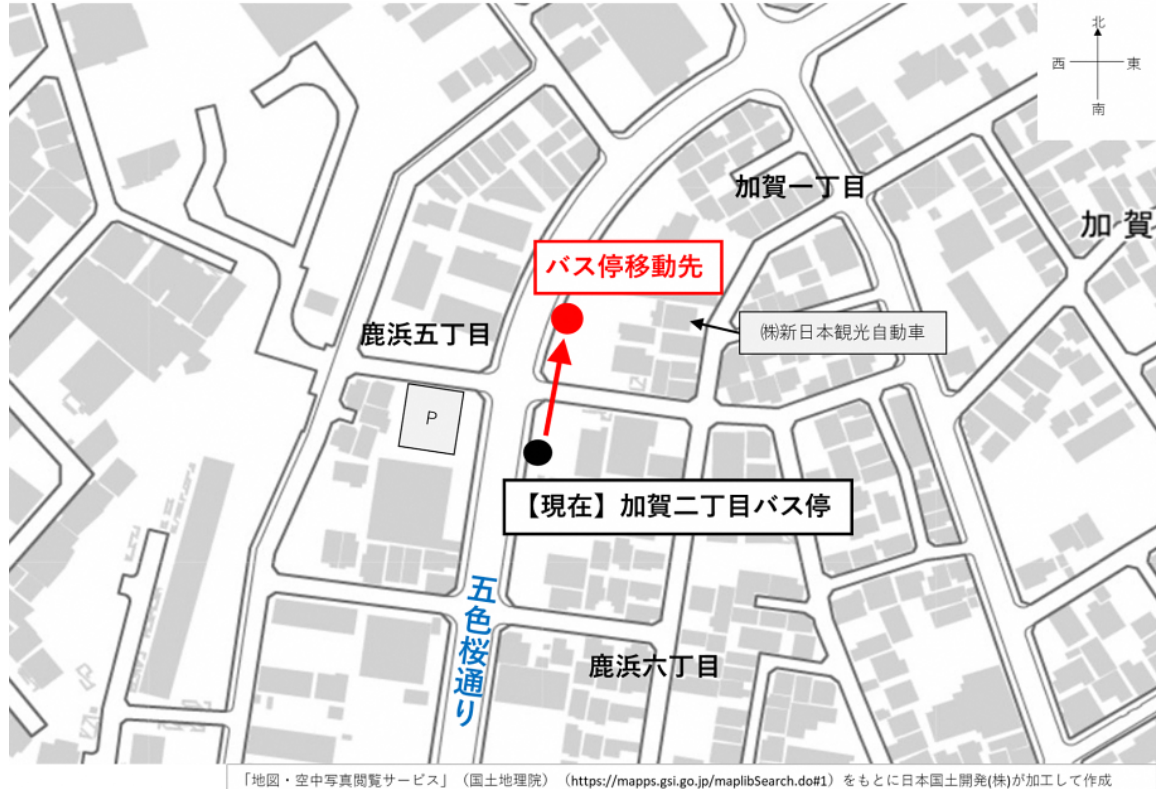 北
西
東
南
加賀一丁目
加賀
バス停移動先
㈱新日本観光自動車
鹿浜五丁目
P
【現在】加賀二丁目バス停
五色桜通り
鹿浜六丁目
「地図・空中写真閲覧サービス」（国土地理院）（https://mapps.gsi.go.jp/maplibSearch.do#1）をもとに日本国土開発(株)が加工して作成